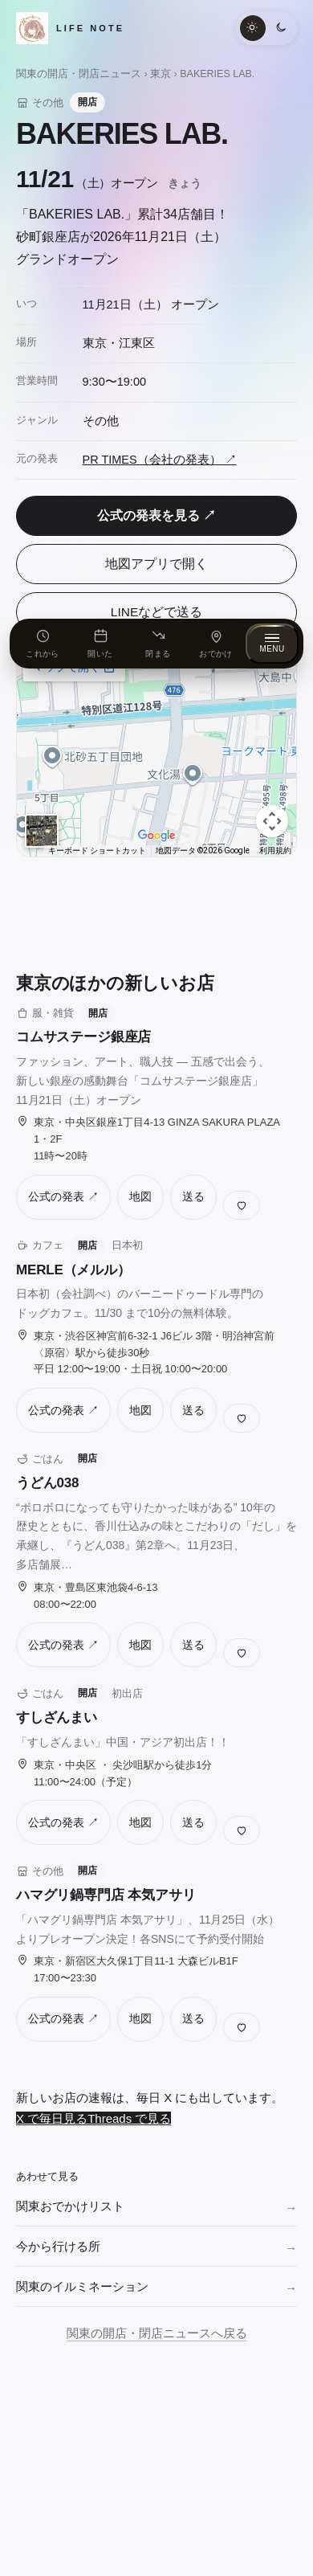 LIFE NOTE
関東の開店・閉店ニュース › 東京 › BAKERIES LAB.
その他 開店
BAKERIES LAB.
11/21（土）オープン きょう
「BAKERIES LAB.」累計34店舗目！
砂町銀座店が2026年11月21日（土）
グランドオープン
いつ 11月21日（土） オープン
場所 東京・江東区
営業時間 9:30〜19:00
ジャンル その他
元の発表 PR TIMES（会社の発表） ↗
公式の発表を見る ↗
地図アプリで開く
LINEなどで送る
これから 開いた 閉まる おでかけ MENU
大島中
476
特別区道128号
ヨークマート東
北砂五丁目団地
文化湯
5丁目
Google
キーボード ショートカット 地図データ ©2026 Google 利用規約
東京のほかの新しいお店
服・雑貨 開店
コムサステージ銀座店
ファッション、アート、職人技 — 五感で出会う、
新しい銀座の感動舞台「コムサステージ銀座店」
11月21日（土）オープン
東京・中央区銀座1丁目4-13 GINZA SAKURA PLAZA
1・2F
11時〜20時
公式の発表 ↗ 地図 送る
カフェ 開店 日本初
MERLE（メルル）
日本初（会社調べ）のバーニードゥードル専門の
ドッグカフェ。11/30 まで10分の無料体験。
東京・渋谷区神宮前6-32-1 J6ビル 3階・明治神宮前
〈原宿〉駅から徒歩30秒
平日 12:00〜19:00・土日祝 10:00〜20:00
公式の発表 ↗ 地図 送る
ごはん 開店
うどん038
“ボロボロになっても守りたかった味がある” 10年の
歴史とともに、香川仕込みの味とこだわりの「だし」を
承継し、『うどん038』第2章へ。11月23日、
多店舗展…
東京・豊島区東池袋4-6-13
08:00〜22:00
公式の発表 ↗ 地図 送る
ごはん 開店 初出店
すしざんまい
「すしざんまい」中国・アジア初出店！！
東京・中央区 ・ 尖沙咀駅から徒歩1分
11:00〜24:00（予定）
公式の発表 ↗ 地図 送る
その他 開店
ハマグリ鍋専門店 本気アサリ
「ハマグリ鍋専門店 本気アサリ」、11月25日（水）
よりプレオープン決定！各SNSにて予約受付開始
東京・新宿区大久保1丁目11-1 大森ビルB1F
17:00〜23:30
公式の発表 ↗ 地図 送る
新しいお店の速報は、毎日 X にも出しています。
X で毎日見るThreads で見る
あわせて見る
関東おでかけリスト →
今から行ける所 →
関東のイルミネーション →
関東の開店・閉店ニュースへ戻る